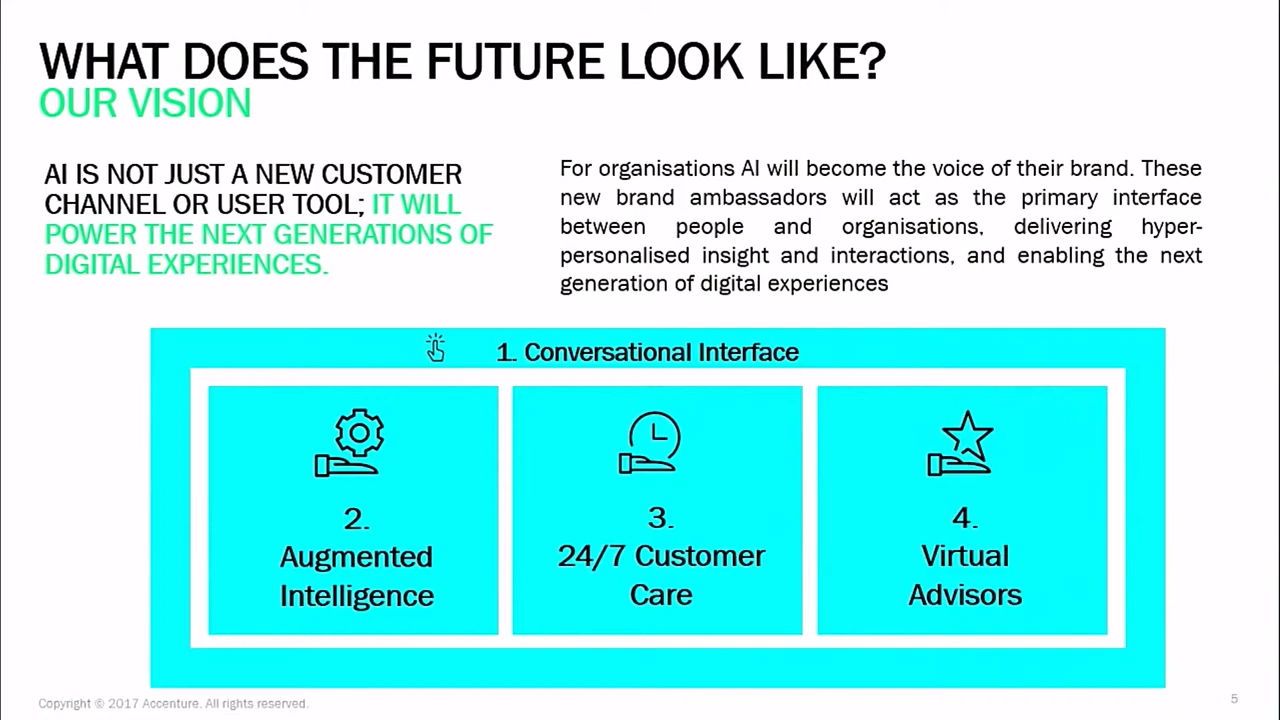 WHAT DOES THE FUTURE LOOK LIKE?
OUR VISION
AI IS NOT JUST A NEW CUSTOMER
CHANNEL OR USER TOOL; IT WILL
POWER THE NEXT GENERATIONS OF
DIGITAL EXPERIENCES.
For organisations AI will become the voice of their brand. These
new brand ambassadors will act as the primary interface
between people and organisations, delivering hyper-
personalised insight and interactions, and enabling the next
generation of digital experiences
1. Conversational Interface
2.
Augmented
Intelligence
3.
24/7 Customer
Care
4.
Virtual
Advisors
Copyright © 2017 Accenture. All rights reserved.
5